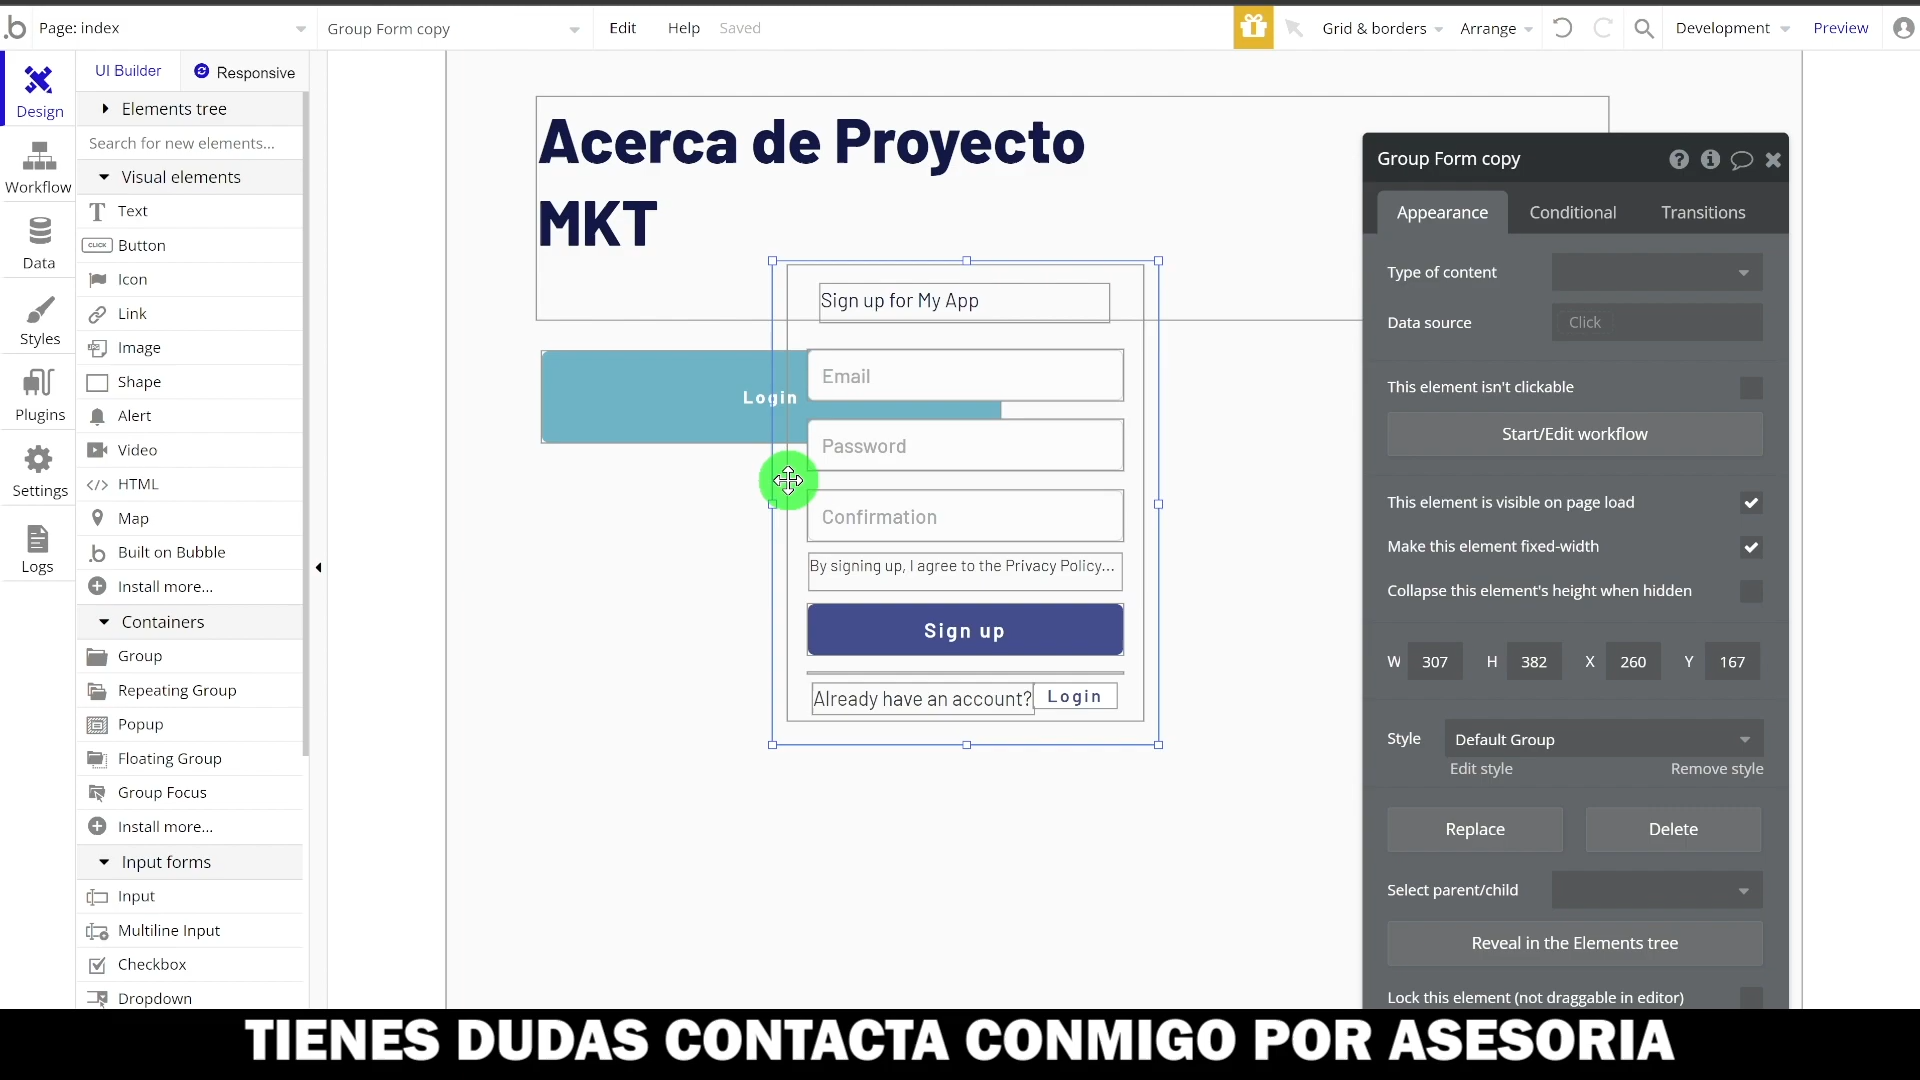 Page: index
Group Form copy
Edit
Help
Saved
Grid & borders
Arrange
Development
Preview
Design
Workflow
Data
Styles
Plugins
Settings
Logs
UI Builder
Responsive
Elements tree
Search for new elements...
Visual elements
Text
CLICK Button
Icon
Link
Image
Shape
Alert
Video
</> HTML
Map
Built on Bubble
Install more...
Containers
Group
Repeating Group
Popup
Floating Group
Group Focus
Install more...
Input forms
Input
Multiline Input
Checkbox
Dropdown
Acerca de Proyecto
MKT
Sign up for My App
Login
Email
Password
Confirmation
By signing up, I agree to the Privacy Policy...
Sign up
Already have an account?
Login
Group Form copy
Appearance
Conditional
Transitions
Type of content
Data source
Click
This element isn't clickable
Start/Edit workflow
This element is visible on page load
Make this element fixed-width
Collapse this element's height when hidden
W 307 H 382 X 260 Y 167
Style
Default Group
Edit style
Remove style
Replace
Delete
Select parent/child
Reveal in the Elements tree
Lock this element (not draggable in editor)
TIENES DUDAS CONTACTA CONMIGO POR ASESORIA